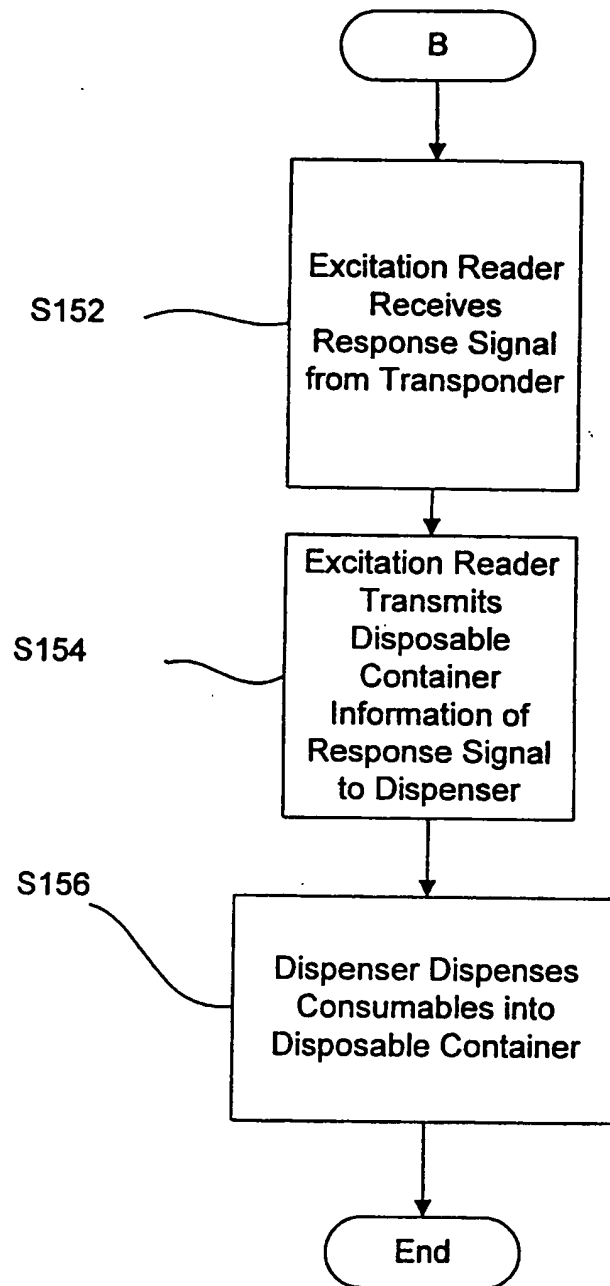 B
S152
Excitation Reader
Receives
Response Signal
from Transponder
S154
Excitation Reader
Transmits
Disposable
Container
Information of
Response Signal
to Dispenser
S156
Dispenser Dispenses
Consumables into
Disposable Container
End